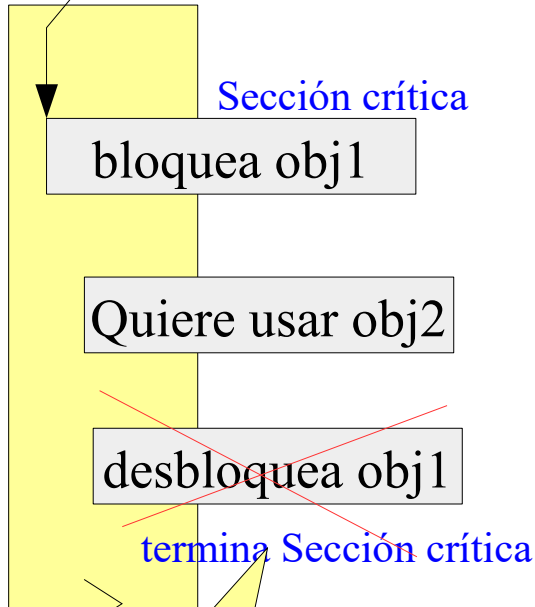 Sección crítica
bloquea obj1
Quiere usar obj2
desbloquea obj1
termina Sección crítica